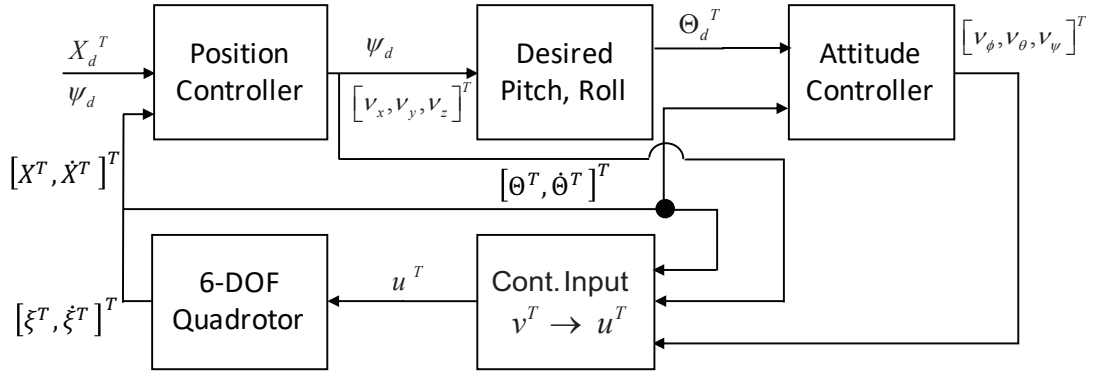 X_d^T
ψ_d
Position
Controller
ψ_d
[ν_x, ν_y, ν_z]^T
Desired
Pitch, Roll
Θ_d^T
Attitude
Controller
[ν_ϕ, ν_θ, ν_ψ]^T
[X^T, Ẋ^T]^T
[Θ^T, Θ̇^T]^T
[ξ^T, ξ̇^T]^T
6-DOF
Quadrotor
u^T
Cont. Input
v^T → u^T